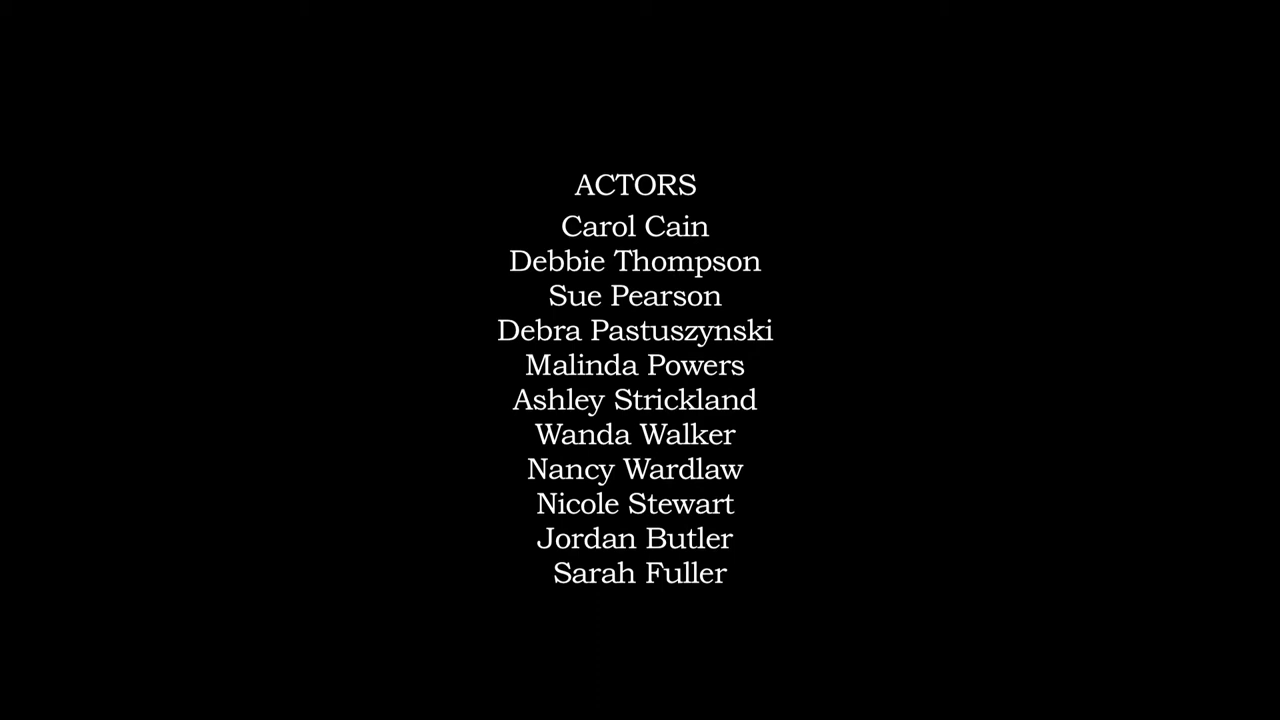 ACTORS
Carol Cain
Debbie Thompson
Sue Pearson
Debra Pastuszynski
Malinda Powers
Ashley Strickland
Wanda Walker
Nancy Wardlaw
Nicole Stewart
Jordan Butler
Sarah Fuller